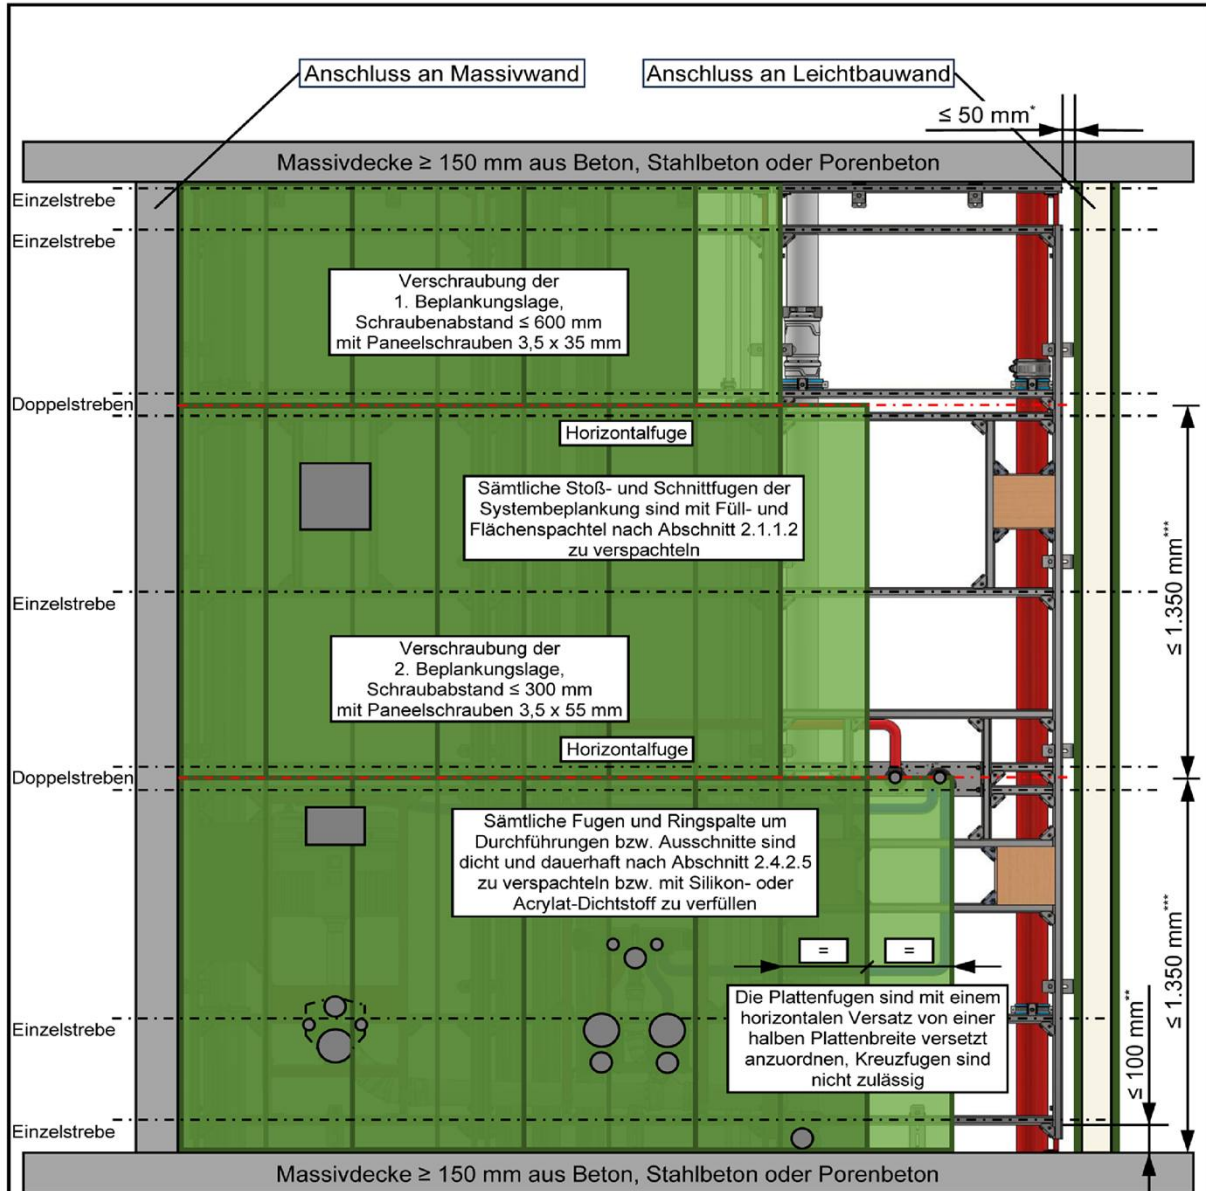 Anschluss an Massivwand
Anschluss an Leichtbauwand
≤ 50 mm*
Massivdecke ≥ 150 mm aus Beton, Stahlbeton oder Porenbeton
Einzelstrebe
Einzelstrebe
Verschraubung der
1. Beplankungslage,
Schraubenabstand ≤ 600 mm
mit Paneelschrauben 3,5 x 35 mm
Doppelstreben
Horizontalfuge
Sämtliche Stoß- und Schnittfugen der
Systembeplankung sind mit Füll- und
Flächenspachtel nach Abschnitt 2.1.1.2
zu verspachteln
≤ 1.350 mm***
Einzelstrebe
Verschraubung der
2. Beplankungslage,
Schraubabstand ≤ 300 mm
mit Paneelschrauben 3,5 x 55 mm
Horizontalfuge
Doppelstreben
Sämtliche Fugen und Ringspalte um
Durchführungen bzw. Ausschnitte sind
dicht und dauerhaft nach Abschnitt 2.4.2.5
zu verspachteln bzw. mit Silikon- oder
Acrylat-Dichtstoff zu verfüllen
≤ 1.350 mm***
= =
Die Plattenfugen sind mit einem
horizontalen Versatz von einer
halben Plattenbreite versetzt
anzuordnen, Kreuzfugen sind
nicht zulässig
Einzelstrebe
≤ 100 mm**
Einzelstrebe
Massivdecke ≥ 150 mm aus Beton, Stahlbeton oder Porenbeton